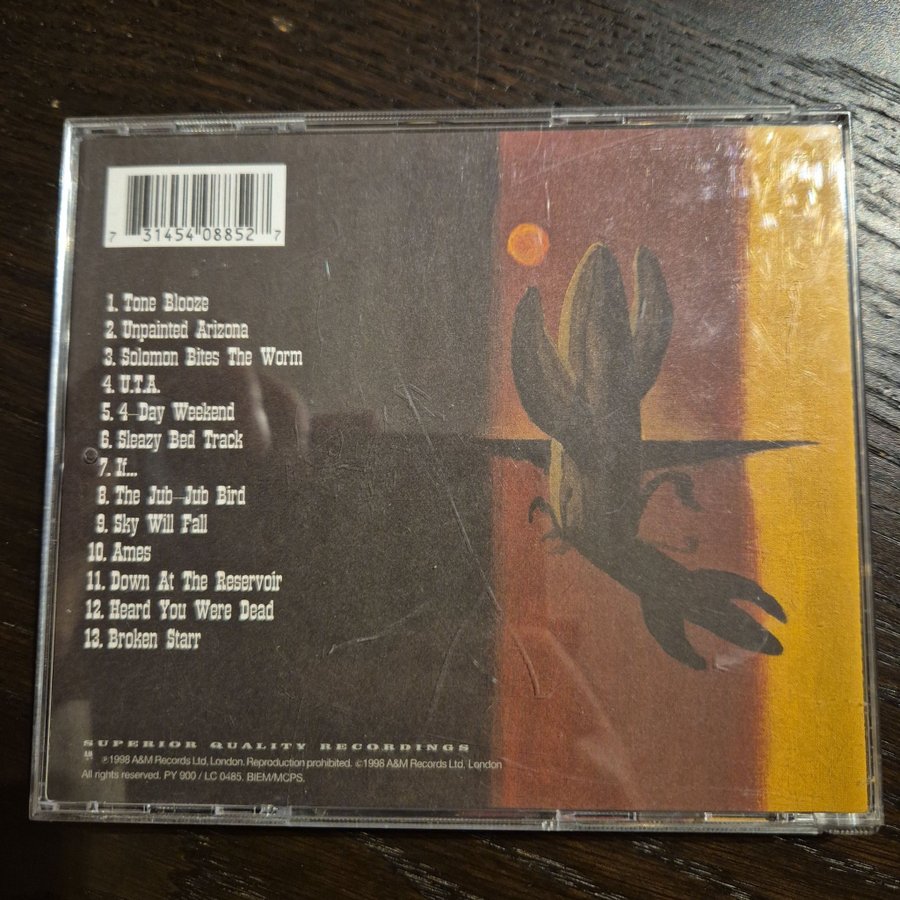 7 31454 08852 7
1. Tone Blooze
2. Unpainted Arizona
3. Solomon Bites The Worm
4. U.T.A.
5. 4-Day Weekend
6. Sleazy Bed Track
7. If...
8. The Jub-Jub Bird
9. Sky Will Fall
10. Ames
11. Down At The Reservoir
12. Heard You Were Dead
13. Broken Starr
SUPERIOR QUALITY RECORDINGS
AM ℗1998 A&M Records Ltd, London. Reproduction prohibited. ©1998 A&M Records Ltd, London
All rights reserved. PY 900 / LC 0485. BIEM/MCPS.